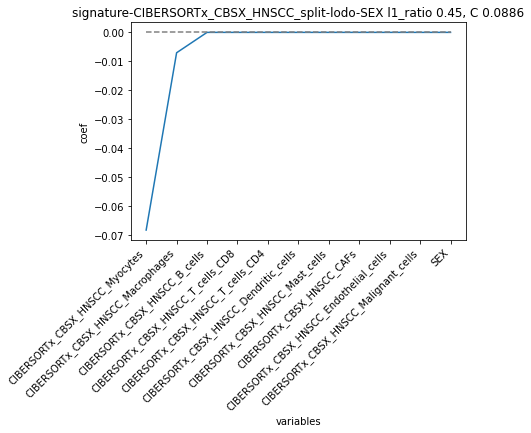 signature-CIBERSORTx_CBSX_HNSCC_split-lodo-SEX l1_ratio 0.45, C 0.0886
0.00
−0.01
−0.02
−0.03
−0.04
−0.05
−0.06
−0.07
coef
CIBERSORTx_CBSX_HNSCC_Myocytes
CIBERSORTx_CBSX_HNSCC_Macrophages
CIBERSORTx_CBSX_HNSCC_B_cells
CIBERSORTx_CBSX_HNSCC_T_cells_CD8
CIBERSORTx_CBSX_HNSCC_T_cells_CD4
CIBERSORTx_CBSX_HNSCC_Dendritic_cells
CIBERSORTx_CBSX_HNSCC_Mast_cells
CIBERSORTx_CBSX_HNSCC_CAFs
CIBERSORTx_CBSX_HNSCC_Endothelial_cells
CIBERSORTx_CBSX_HNSCC_Malignant_cells
SEX
variables